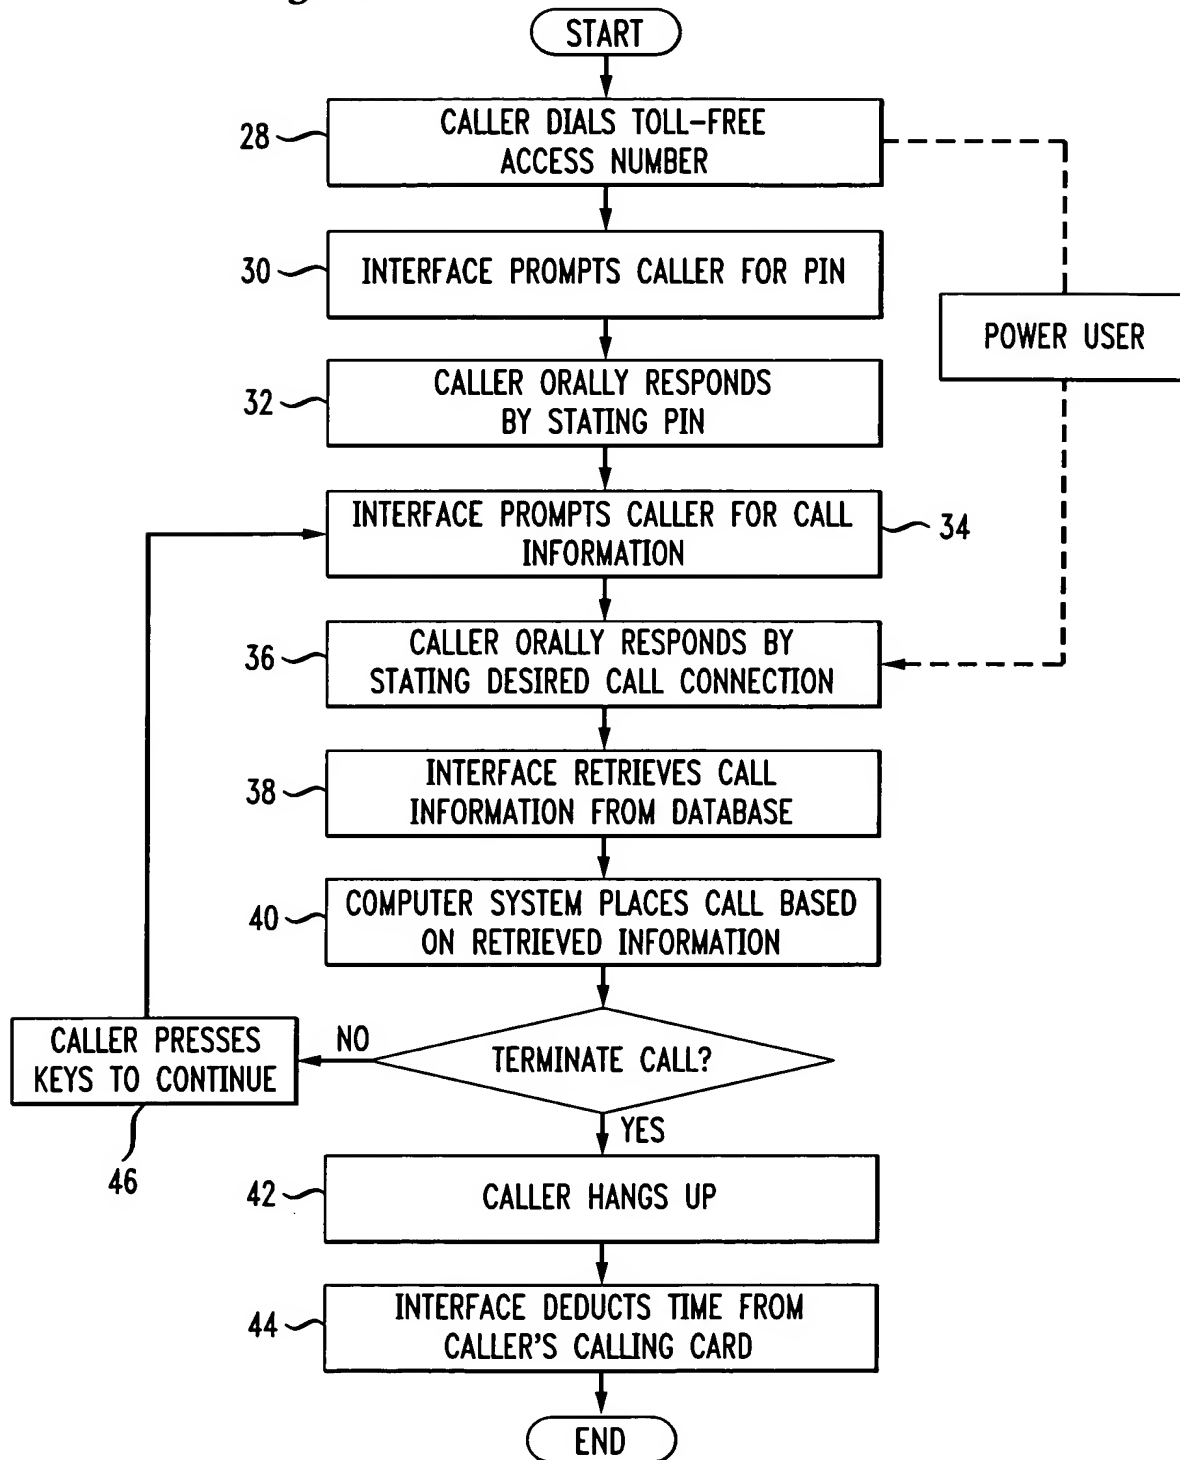 START
28
CALLER DIALS TOLL-FREE
ACCESS NUMBER
30
INTERFACE PROMPTS CALLER FOR PIN
POWER USER
32
CALLER ORALLY RESPONDS
BY STATING PIN
INTERFACE PROMPTS CALLER FOR CALL
INFORMATION
34
36
CALLER ORALLY RESPONDS BY
STATING DESIRED CALL CONNECTION
38
INTERFACE RETRIEVES CALL
INFORMATION FROM DATABASE
40
COMPUTER SYSTEM PLACES CALL BASED
ON RETRIEVED INFORMATION
CALLER PRESSES
KEYS TO CONTINUE
46
NO
TERMINATE CALL?
YES
42
CALLER HANGS UP
44
INTERFACE DEDUCTS TIME FROM
CALLER'S CALLING CARD
END